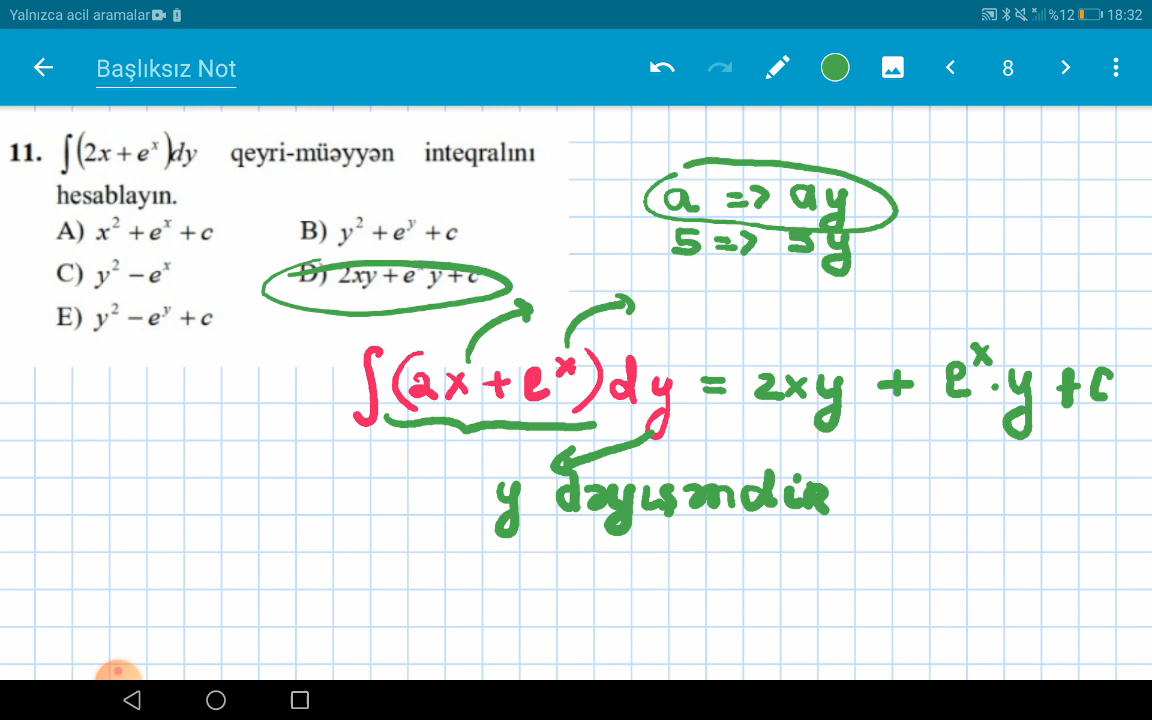 Yalnızca acil aramalar %12 18:32
Başlıksız Not 8
11. ∫(2x + eˣ)dy qeyri-müəyyən inteqralını
hesablayın.
A) x² + eˣ + c B) y² + eʸ + c
C) y² − eˣ D) 2xy + eˣy + c
E) y² − eʸ + c
a => ay
5 => 5y
∫(2x + eˣ)dy = 2xy + eˣ·y + c
y dəyışəndir